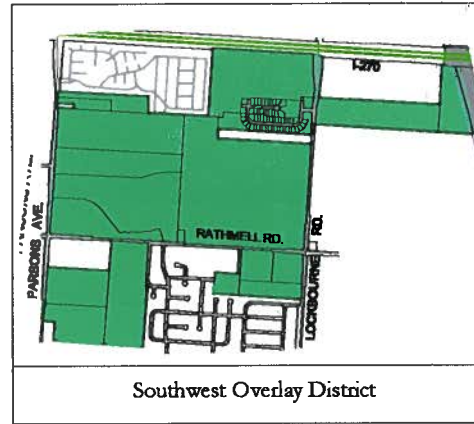 I-270
PARSONS AVE.
RATHMELL RD.
LOCKBOURNE RD.
Southwest Overlay District